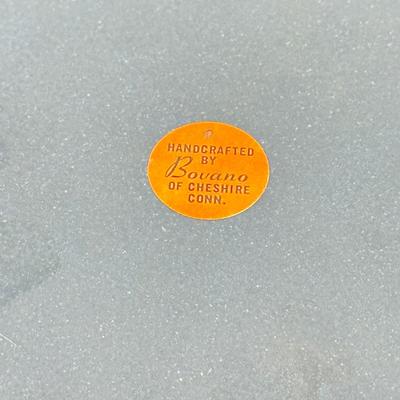 HANDCRAFTED
BY
Bovano
OF CHESHIRE
CONN.